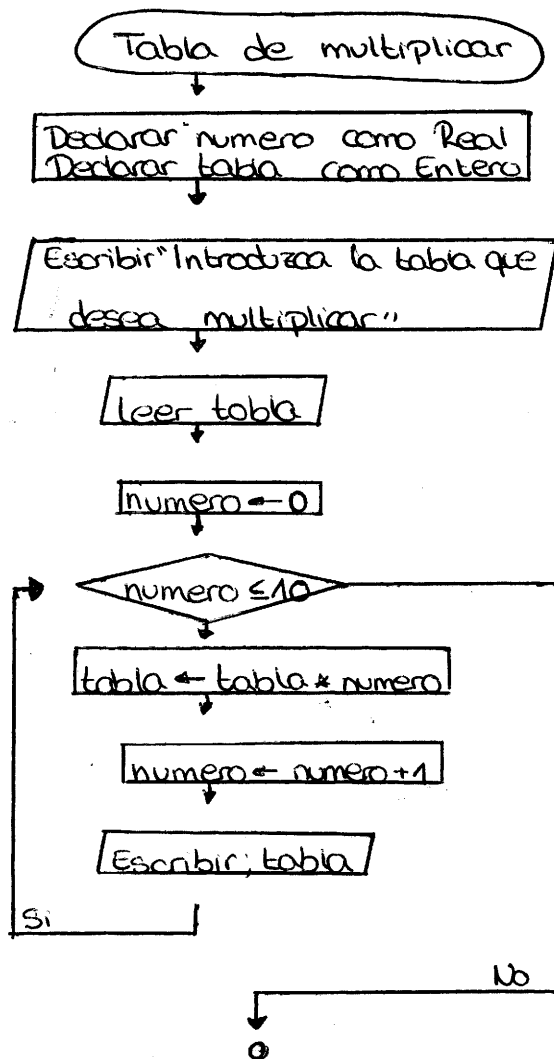 Tabla de multiplicar
Declarar numero como Real
Declarar tabla como Entero
Escribir "Introduzca la tabla que
desea multiplicar"
leer tabla
numero ← 0
numero ≤ 10
tabla ← tabla * numero
numero ← numero + 1
Escribir; tabla
Si
No